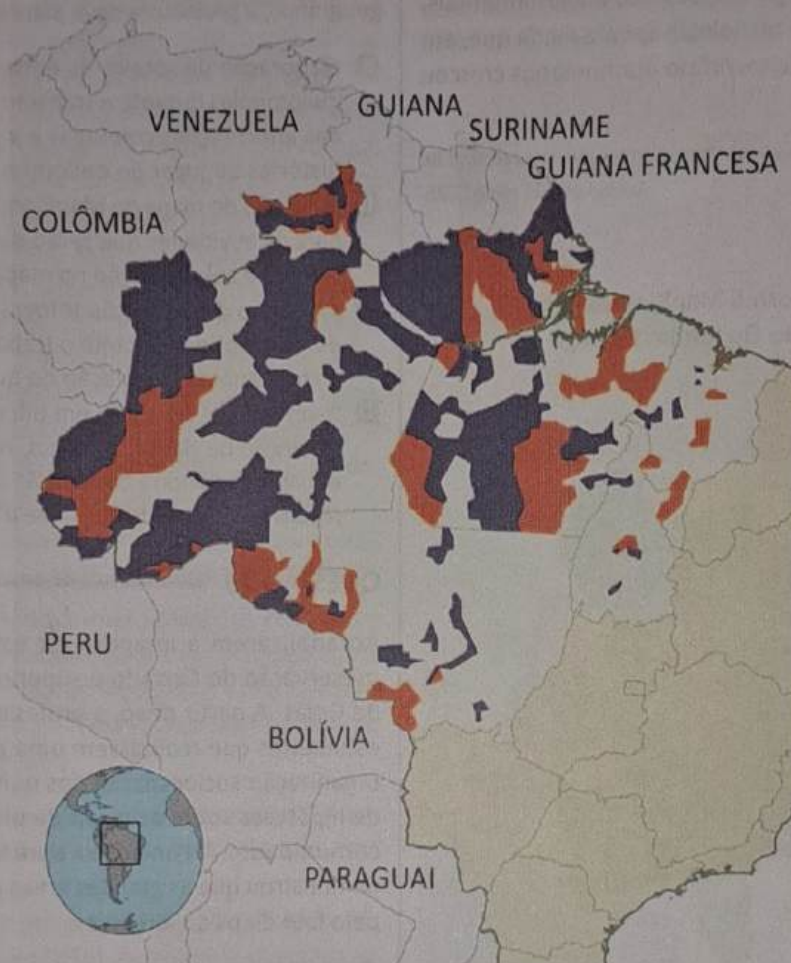 VENEZUELA
GUIANA
SURINAME
GUIANA FRANCESA
COLÔMBIA
PERU
BOLÍVIA
PARAGUAI